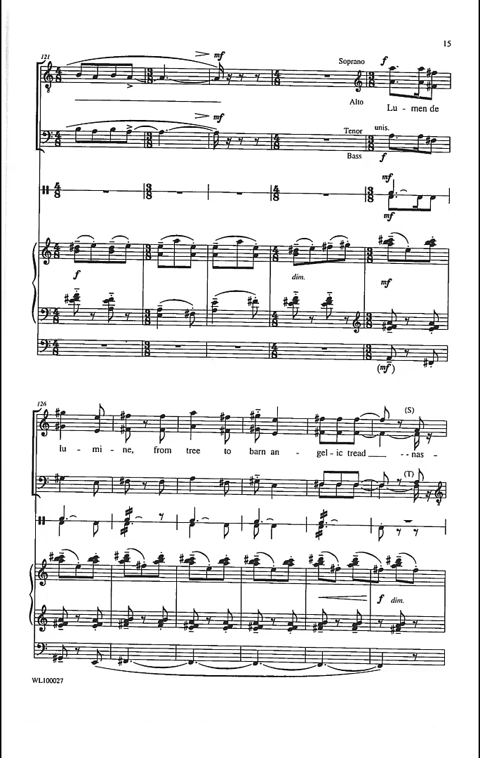 15
121
mf
Soprano f
Alto
Lu - men de
mf
Tenor unis.
Bass f
mf
mf
f
dim.
mf
(mf)
126
(S)
lu - mi - ne, from tree to barn an - gel - ic tread ___ - - nas -
(T)
f dim.
WL100027